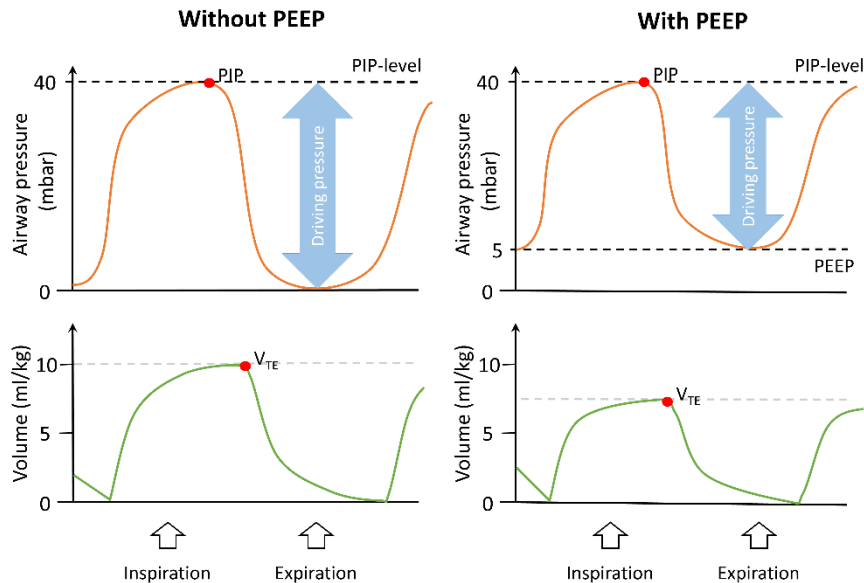 Without PEEP
With PEEP
PIP-level
PIP
40
Airway pressure
(mbar)
Driving pressure
0
PIP-level
PIP
40
Airway pressure
(mbar)
Driving pressure
5
PEEP
0
Volume (ml/kg)
10
5
0
VTE
Inspiration
Expiration
Volume (ml/kg)
10
5
0
VTE
Inspiration
Expiration